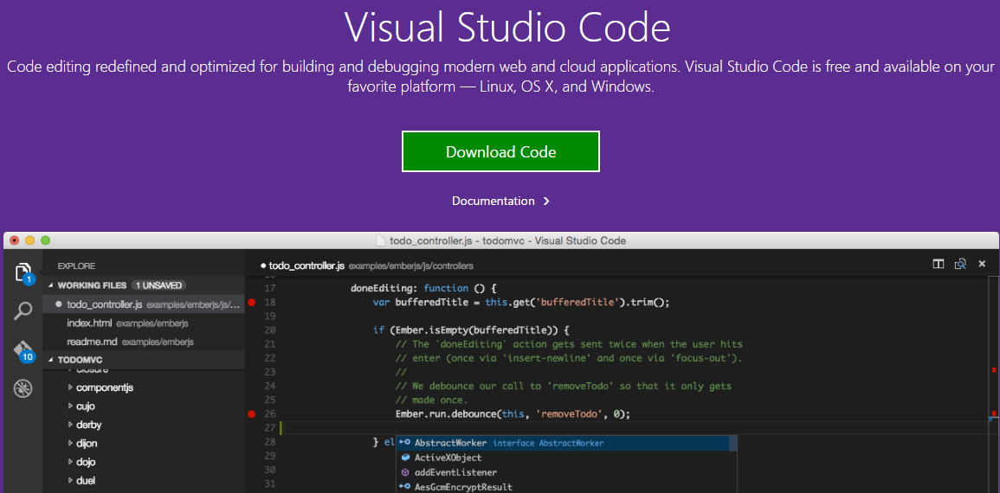 Visual Studio Code
Code editing redefined and optimized for building and debugging modern web and cloud applications. Visual Studio Code is free and available on your
favorite platform — Linux, OS X, and Windows.
Download Code
Documentation
todo_controller.js - todomvc - Visual Studio Code
EXPLORE
WORKING FILES 1 UNSAVED
todo_controller.js examples/emberjs/js/...
index.html examples/emberjs
readme.md examples/emberjs
TODOMVC
closure
componentjs
cujo
derby
dijon
dojo
duel
1
10
todo_controller.js examples/emberjs/js/controllers
16
17 doneEditing: function () {
18 var bufferedTitle = this.get('bufferedTitle').trim();
19
20 if (Ember.isEmpty(bufferedTitle)) {
21 // The `doneEditing` action gets sent twice when the user hits
22 // enter (once via 'insert-newline' and once via 'focus-out').
23 //
24 // We debounce our call to 'removeTodo' so that it only gets
25 // made once.
26 Ember.run.debounce(this, 'removeTodo', 0);
27
28 } el
29
30
31
AbstractWorker interface AbstractWorker
ActiveXObject
addEventListener
AesGcmEncryptResult